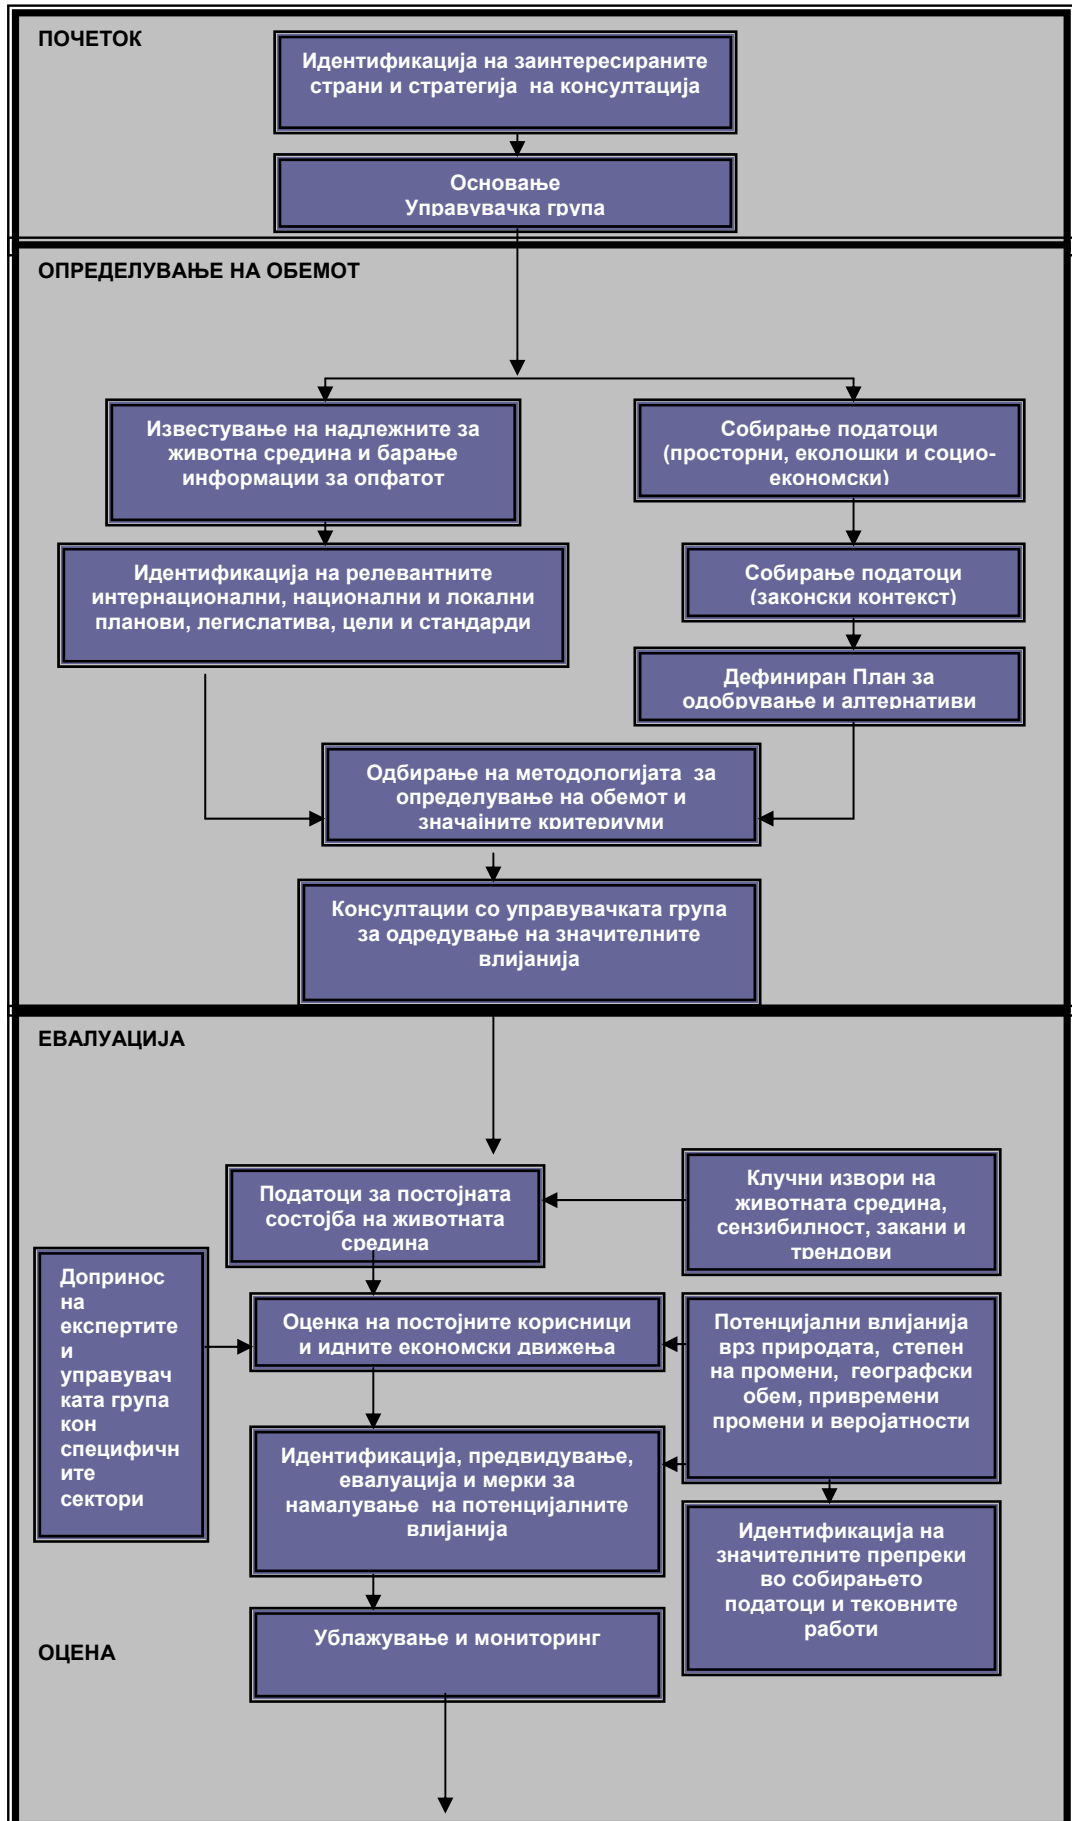 ПОЧЕТОК
Идентификација на заинтересираните
страни и стратегија на консултација
Основање
Управувачка група
ОПРЕДЕЛУВАЊЕ НА ОБЕМОТ
Известување на надлежните за
животна средина и барање
информации за опфатот
Собирање податоци
(просторни, еколошки и социо-
економски)
Идентификација на релевантните
интернационални, национални и локални
планови, легислатива, цели и стандарди
Собирање податоци
(законски контекст)
Дефиниран План за
одобрување и алтернативи
Одбирање на методологијата за
определување на обемот и
значајните критериуми
Консултации со управувачката група
за одредување на значителните
влијанија
ЕВАЛУАЦИЈА
Податоци за постојната
состојба на животната
средина
Клучни извори на
животната средина,
сензибилност, закани и
трендови
Допринос
на
експертите
и
управувач
ката група
кон
специфичн
ите
сектори
Оценка на постојните корисници
и идните економски движења
Потенцијални влијанија
врз природата, степен
на промени, географски
обем, привремени
промени и веројатности
Идентификација, предвидување,
евалуација и мерки за
намалување на потенцијалните
влијанија
Идентификација на
значителните препреки
во собирањето
податоци и тековните
работи
Ублажување и мониторинг
ОЦЕНА